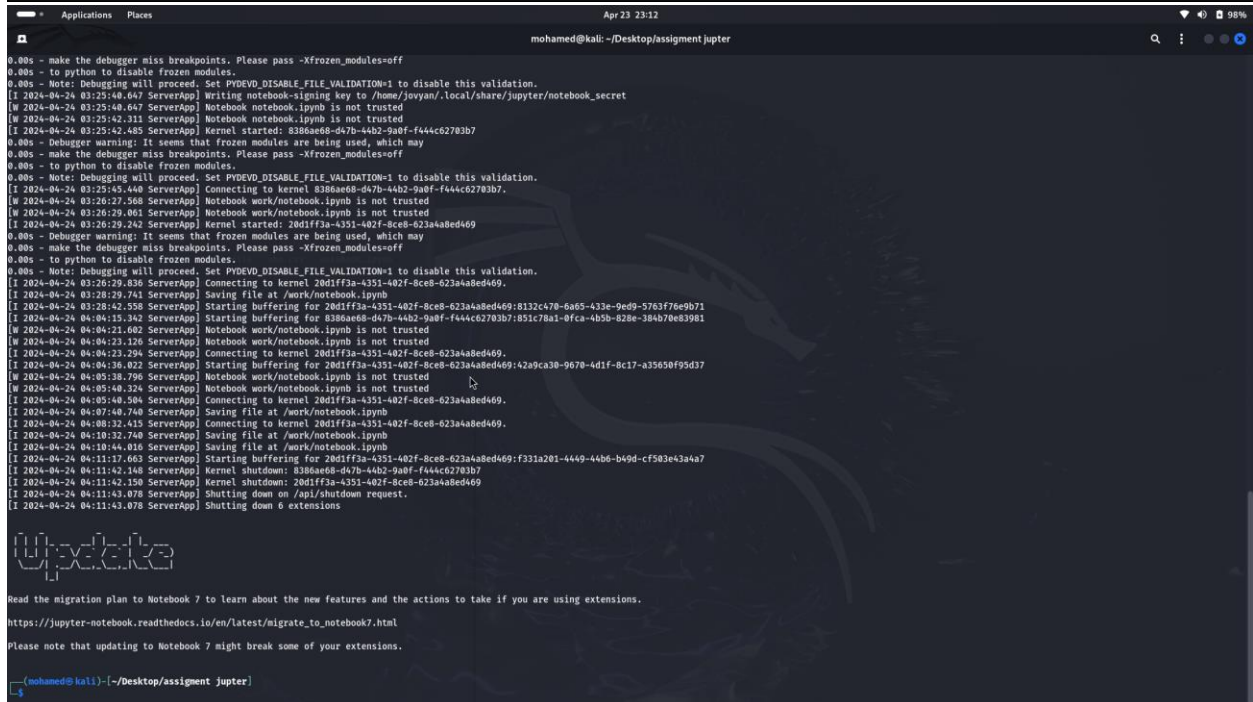 Applications Places Apr 23 23:12 98%
mohamed@kali: ~/Desktop/assigment jupter
0.00s - make the debugger miss breakpoints. Please pass -Xfrozen_modules=off
0.00s - to python to disable frozen modules.
0.00s - Note: Debugging will proceed. Set PYDEVD_DISABLE_FILE_VALIDATION=1 to disable this validation.
[I 2024-04-24 03:25:40.647 ServerApp] Writing notebook-signing key to /home/jovyan/.local/share/jupyter/notebook_secret
[W 2024-04-24 03:25:40.647 ServerApp] Notebook notebook.ipynb is not trusted
[W 2024-04-24 03:25:42.311 ServerApp] Notebook notebook.ipynb is not trusted
[I 2024-04-24 03:25:42.485 ServerApp] Kernel started: 8386ae68-d47b-44b2-9a0f-f444c62703b7
0.00s - Debugger warning: It seems that frozen modules are being used, which may
0.00s - make the debugger miss breakpoints. Please pass -Xfrozen_modules=off
0.00s - to python to disable frozen modules.
0.00s - Note: Debugging will proceed. Set PYDEVD_DISABLE_FILE_VALIDATION=1 to disable this validation.
[I 2024-04-24 03:25:45.440 ServerApp] Connecting to kernel 8386ae68-d47b-44b2-9a0f-f444c62703b7.
[W 2024-04-24 03:26:27.568 ServerApp] Notebook work/notebook.ipynb is not trusted
[W 2024-04-24 03:26:29.061 ServerApp] Notebook work/notebook.ipynb is not trusted
[I 2024-04-24 03:26:29.242 ServerApp] Kernel started: 20d1ff3a-4351-402f-8ce8-623a4a8ed469
0.00s - Debugger warning: It seems that frozen modules are being used, which may
0.00s - make the debugger miss breakpoints. Please pass -Xfrozen_modules=off
0.00s - to python to disable frozen modules.
0.00s - Note: Debugging will proceed. Set PYDEVD_DISABLE_FILE_VALIDATION=1 to disable this validation.
[I 2024-04-24 03:26:29.836 ServerApp] Connecting to kernel 20d1ff3a-4351-402f-8ce8-623a4a8ed469.
[I 2024-04-24 03:28:29.741 ServerApp] Saving file at /work/notebook.ipynb
[I 2024-04-24 03:28:42.558 ServerApp] Starting buffering for 20d1ff3a-4351-402f-8ce8-623a4a8ed469:8132c470-6a65-433e-9ed9-5763f76e9b71
[I 2024-04-24 04:04:15.342 ServerApp] Starting buffering for 8386ae68-d47b-44b2-9a0f-f444c62703b7:851c78a1-0fca-4b5b-828e-384b70e83981
[W 2024-04-24 04:04:21.602 ServerApp] Notebook work/notebook.ipynb is not trusted
[W 2024-04-24 04:04:23.126 ServerApp] Notebook work/notebook.ipynb is not trusted
[I 2024-04-24 04:04:23.294 ServerApp] Connecting to kernel 20d1ff3a-4351-402f-8ce8-623a4a8ed469.
[I 2024-04-24 04:04:36.022 ServerApp] Starting buffering for 20d1ff3a-4351-402f-8ce8-623a4a8ed469:42a9ca30-9670-4d1f-8c17-a35650f95d37
[W 2024-04-24 04:05:38.796 ServerApp] Notebook work/notebook.ipynb is not trusted
[W 2024-04-24 04:05:40.324 ServerApp] Notebook work/notebook.ipynb is not trusted
[I 2024-04-24 04:05:40.504 ServerApp] Connecting to kernel 20d1ff3a-4351-402f-8ce8-623a4a8ed469.
[I 2024-04-24 04:07:40.740 ServerApp] Saving file at /work/notebook.ipynb
[I 2024-04-24 04:08:32.415 ServerApp] Connecting to kernel 20d1ff3a-4351-402f-8ce8-623a4a8ed469.
[I 2024-04-24 04:10:32.740 ServerApp] Saving file at /work/notebook.ipynb
[I 2024-04-24 04:10:44.016 ServerApp] Saving file at /work/notebook.ipynb
[I 2024-04-24 04:11:17.663 ServerApp] Starting buffering for 20d1ff3a-4351-402f-8ce8-623a4a8ed469:f331a201-4449-44b6-b49d-cf503e43a4a7
[I 2024-04-24 04:11:42.148 ServerApp] Kernel shutdown: 8386ae68-d47b-44b2-9a0f-f444c62703b7
[I 2024-04-24 04:11:42.150 ServerApp] Kernel shutdown: 20d1ff3a-4351-402f-8ce8-623a4a8ed469
[I 2024-04-24 04:11:43.078 ServerApp] Shutting down on /api/shutdown request.
[I 2024-04-24 04:11:43.078 ServerApp] Shutting down 6 extensions
Update
Read the migration plan to Notebook 7 to learn about the new features and the actions to take if you are using extensions.
https://jupyter-notebook.readthedocs.io/en/latest/migrate_to_notebook7.html
Please note that updating to Notebook 7 might break some of your extensions.
(mohamed㉿kali)-[~/Desktop/assigment jupter]
$